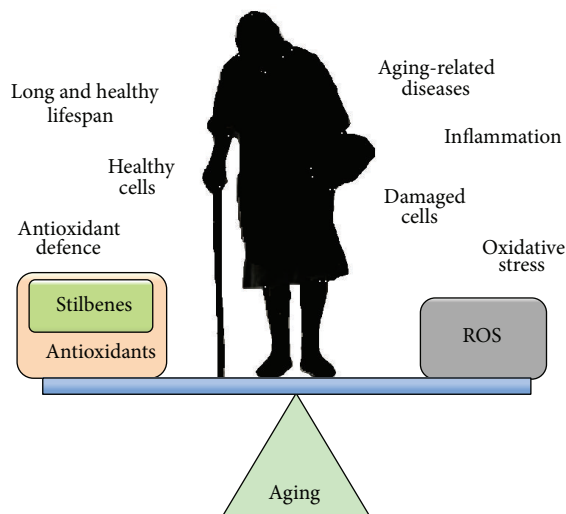 Long and healthy
lifespan
Healthy
cells
Antioxidant
defence
Stilbenes
Antioxidants
Aging-related
diseases
Inflammation
Damaged
cells
Oxidative
stress
ROS
Aging